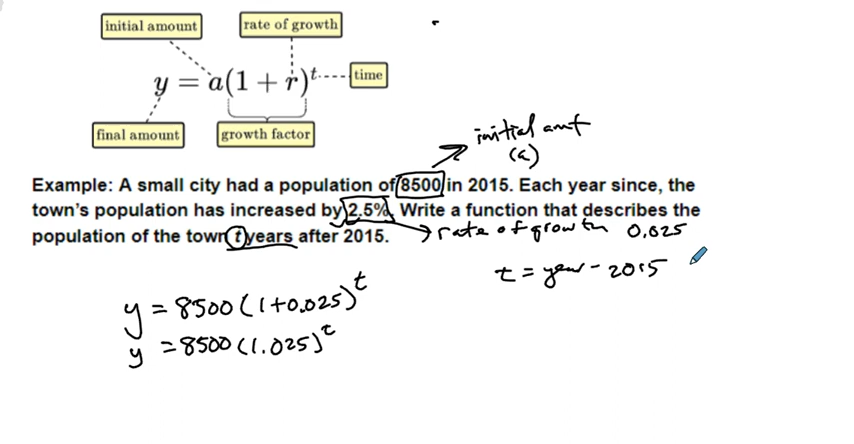 initial amount
rate of growth
y = a(1 + r)^t
time
final amount
growth factor
initial amt
(a)
Example: A small city had a population of 8500 in 2015. Each year since, the
town's population has increased by 2.5%. Write a function that describes the
population of the town t years after 2015.
rate of growth 0.025
t = year - 2015
y = 8500(1+0.025)^t
y = 8500(1.025)^t